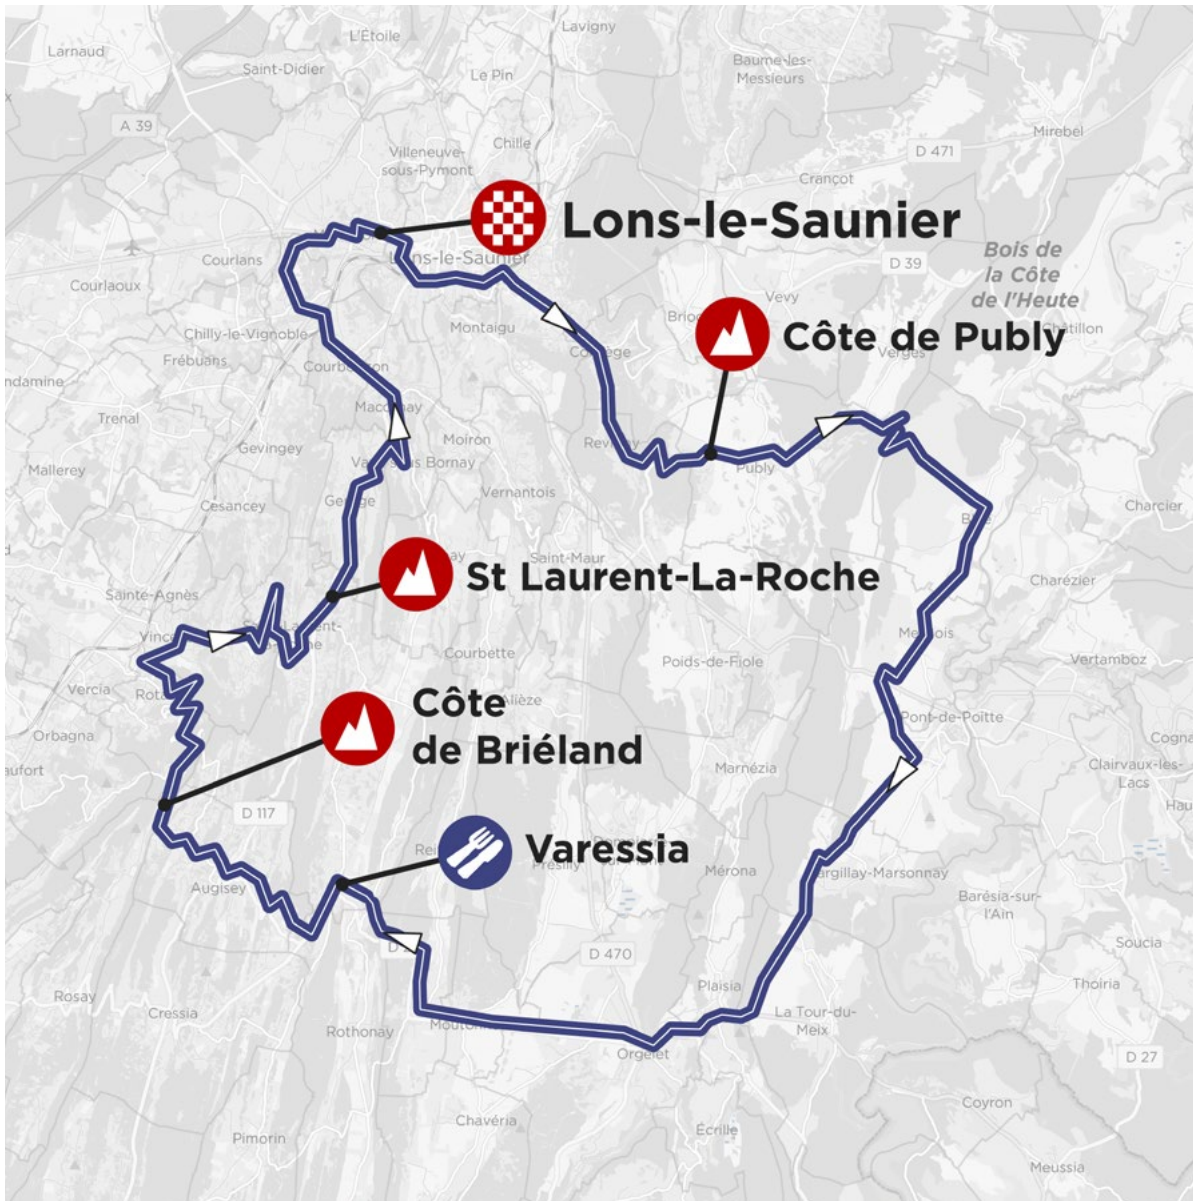 Lavigny
L'Étoile
Larnaud
Saint-Didier
Le Pin
Baume-les-
Messieurs
A 39
Chille
Mirebel
Villeneuve-
sous-Pymont
D 471
Crançot
Lons-le-Saunier
Bois de
la Côte
de l'Heute
Courlans
Lons-le-Saunier
D 39
Courlaoux
Vevy
Montaigu
Châtillon
Chilly-le-Vignoble
Côte de Publy
Frébuans
Verges
Trenal
Moiron
Gevingey
Publy
Mallerey
Vernantois
Cesancey
Charcier
Saint-Maur
St Laurent-La-Roche
Charézier
Sainte-Agnès
Courbette
Poids-de-Fiole
Vertamboz
Vercia
Alièze
Côte
de Briéland
Orbagna
Pont-de-Poitte
Marnézia
Clairvaux-les-
Lacs
D 117
Varessia
Présilly
Mérona
Augisey
Barésia-sur-
l'Ain
Soucia
D 470
Plaisia
Thoiria
Rosay
Cressia
La Tour-du-
Meix
Rothonay
Orgelet
D 27
Coyron
Chavéria
Écrille
Pimorin
Meussia